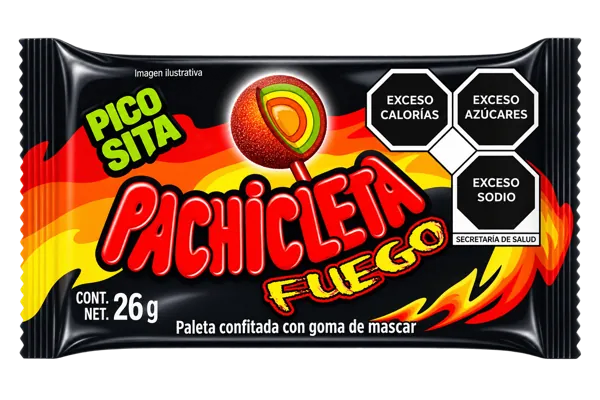 Imagen ilustrativa
PICO
SITA
PACHICLETA
FUEGO
CONT.
NET. 26g
Paleta confitada con goma de mascar
EXCESO
CALORÍAS
EXCESO
AZÚCARES
EXCESO
SODIO
SECRETARÍA DE SALUD